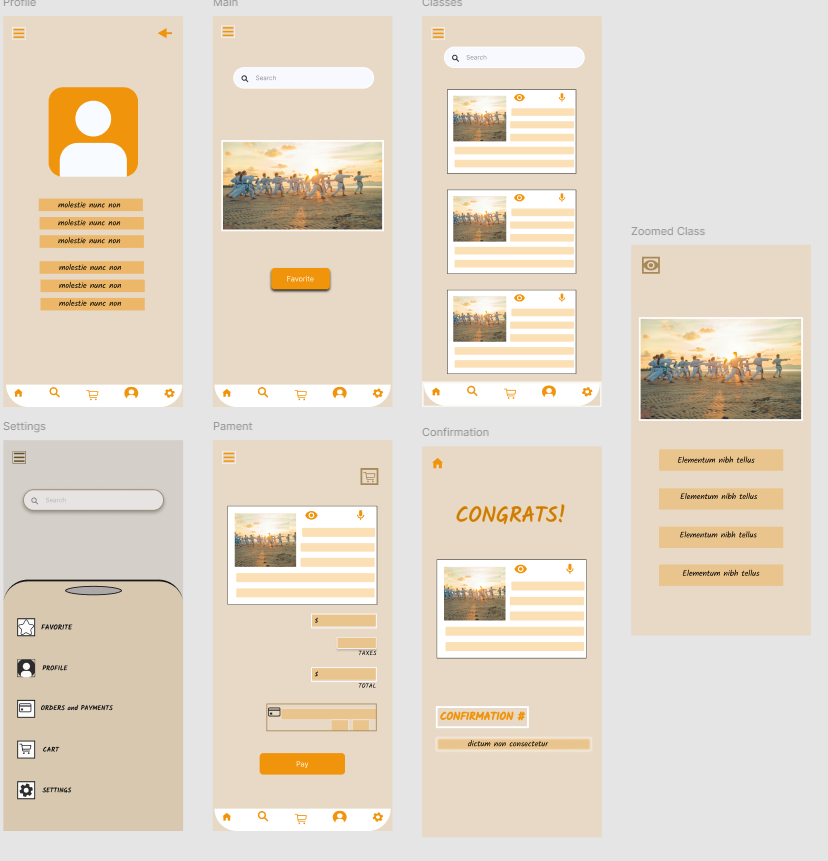 Profile
molestie nunc non
molestie nunc non
molestie nunc non
molestie nunc non
molestie nunc non
molestie nunc non
Main
Search
Favorite
Classes
Search
Zoomed Class
Elementum nibh tellus
Elementum nibh tellus
Elementum nibh tellus
Elementum nibh tellus
Settings
Search
FAVORITE
PROFILE
ORDERS and PAYMENTS
CART
SETTINGS
Pament
$
TAXES
$
TOTAL
Pay
Confirmation
CONGRATS!
CONFIRMATION #
dictum non consectetur